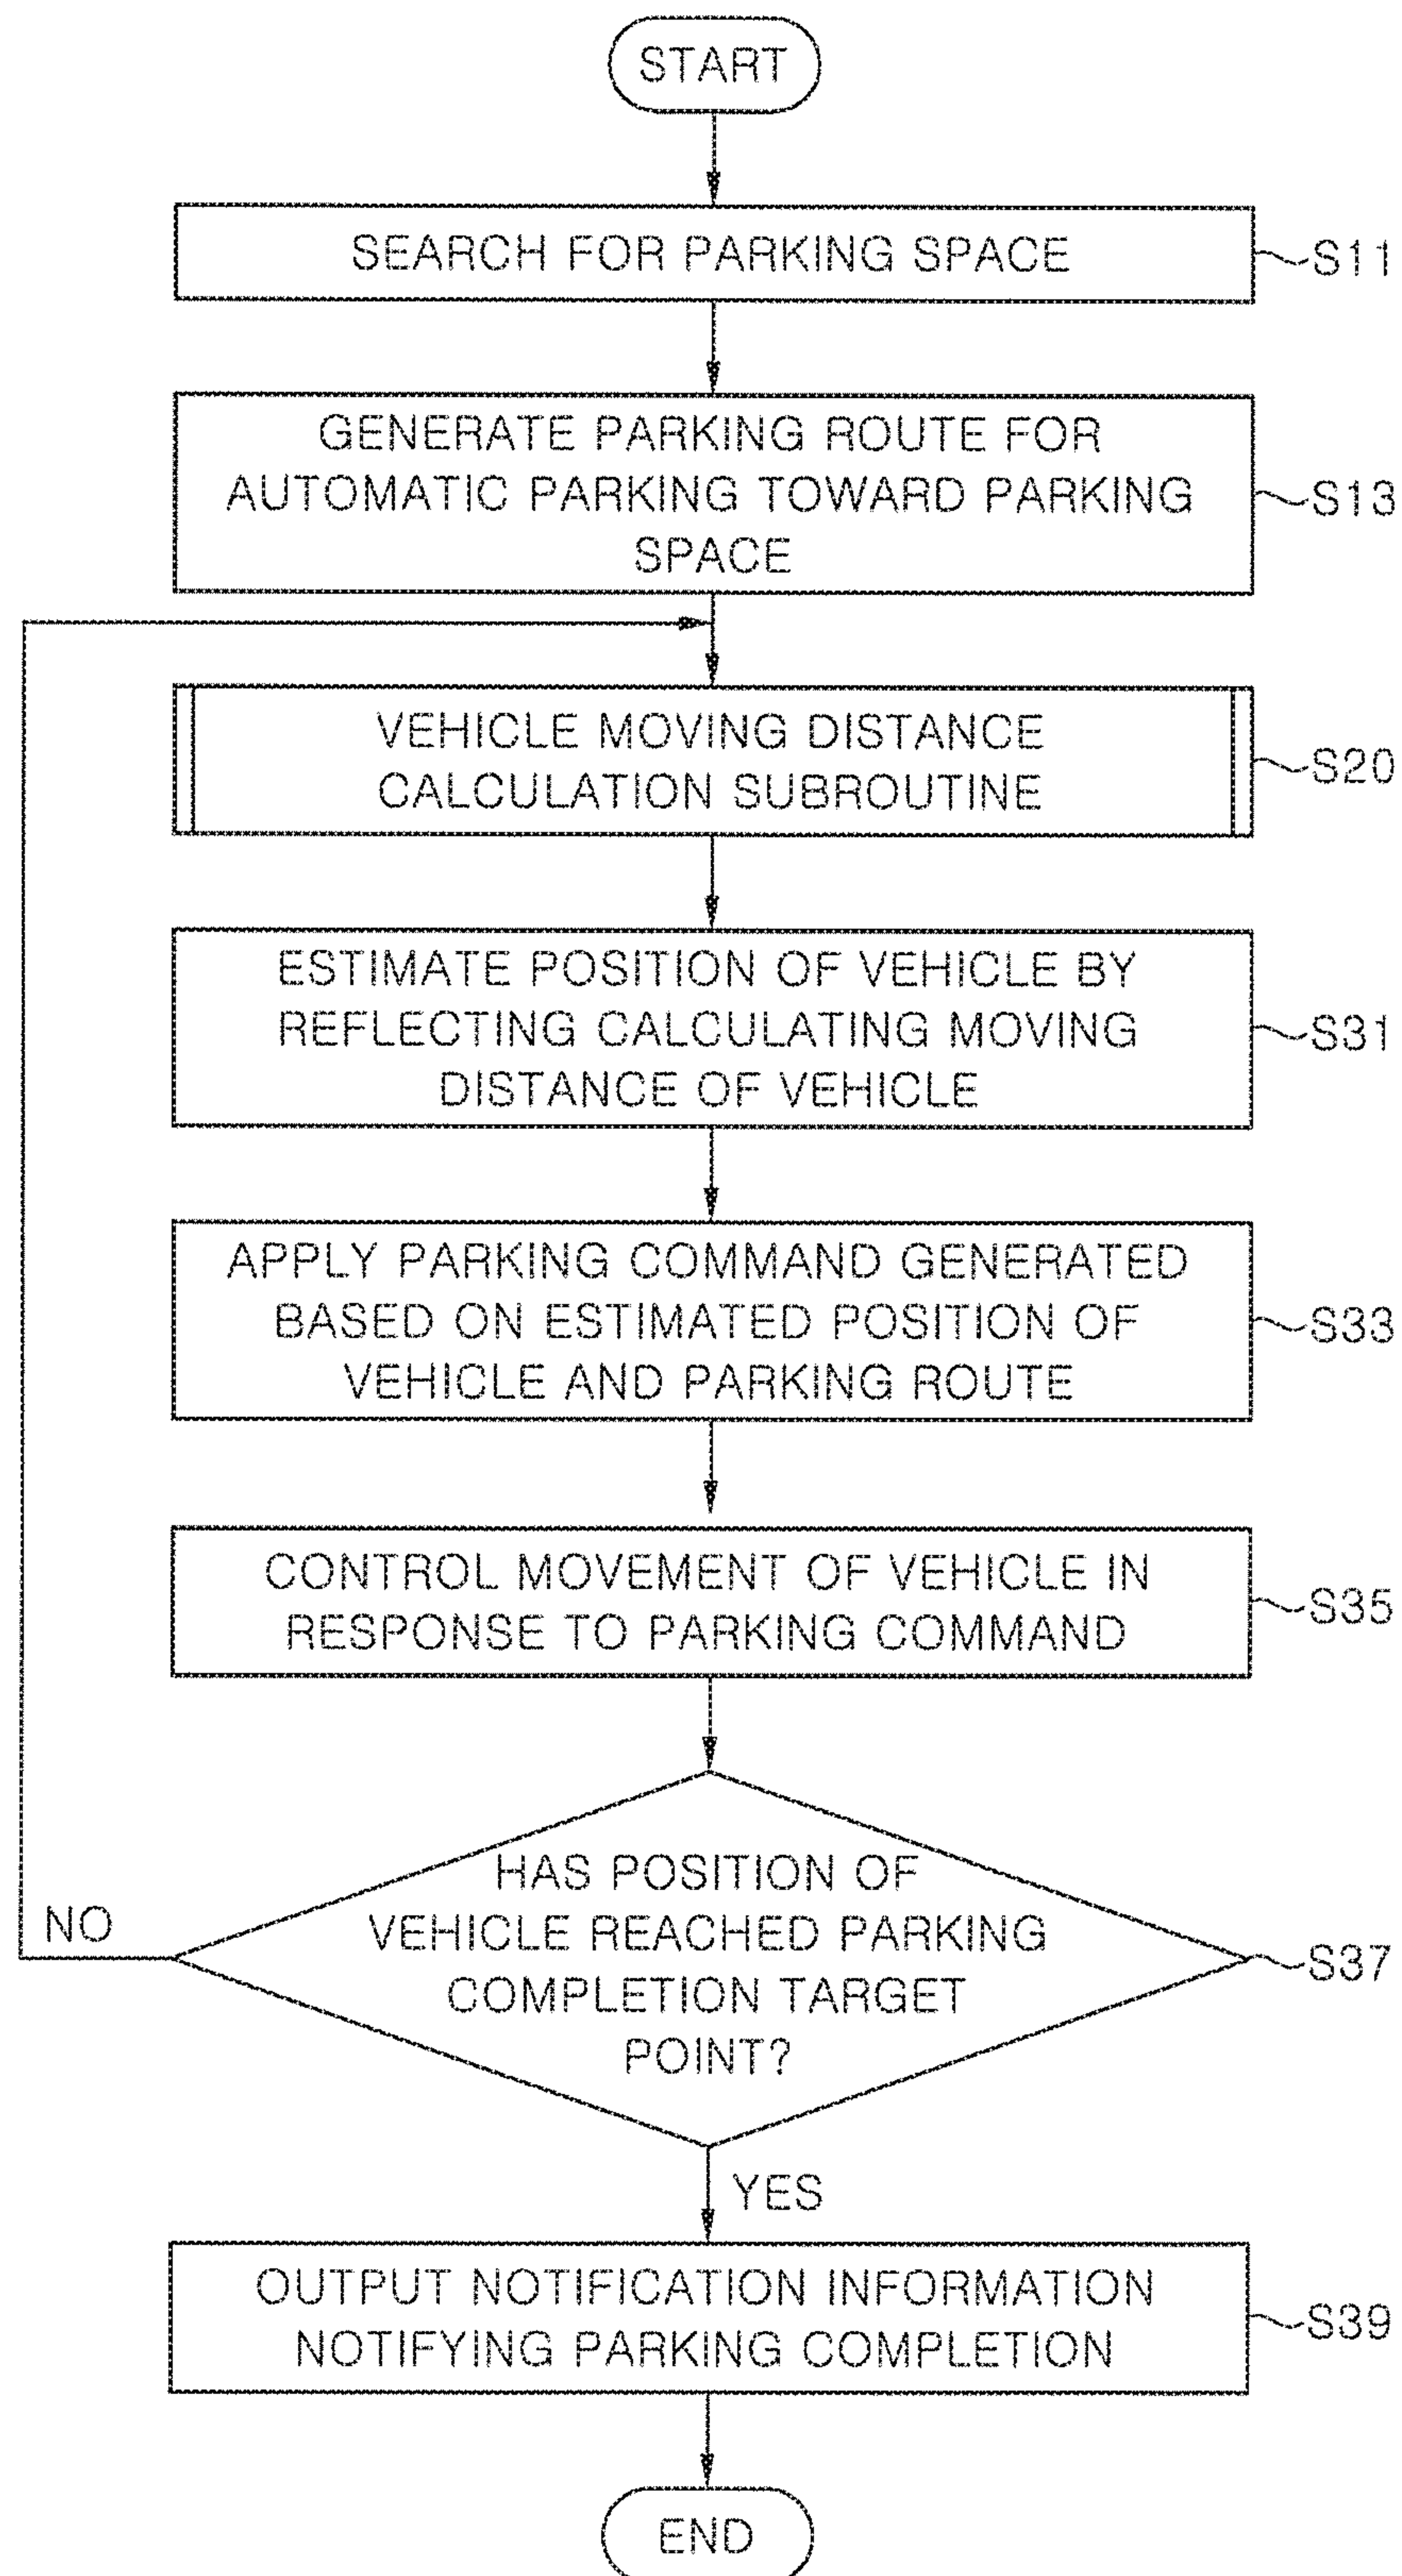 START
SEARCH FOR PARKING SPACE
S11
GENERATE PARKING ROUTE FOR
AUTOMATIC PARKING TOWARD PARKING
SPACE
S13
VEHICLE MOVING DISTANCE
CALCULATION SUBROUTINE
S20
ESTIMATE POSITION OF VEHICLE BY
REFLECTING CALCULATING MOVING
DISTANCE OF VEHICLE
S31
APPLY PARKING COMMAND GENERATED
BASED ON ESTIMATED POSITION OF
VEHICLE AND PARKING ROUTE
S33
CONTROL MOVEMENT OF VEHICLE IN
RESPONSE TO PARKING COMMAND
S35
HAS POSITION OF
VEHICLE REACHED PARKING
COMPLETION TARGET
POINT?
S37
NO
YES
OUTPUT NOTIFICATION INFORMATION
NOTIFYING PARKING COMPLETION
S39
END